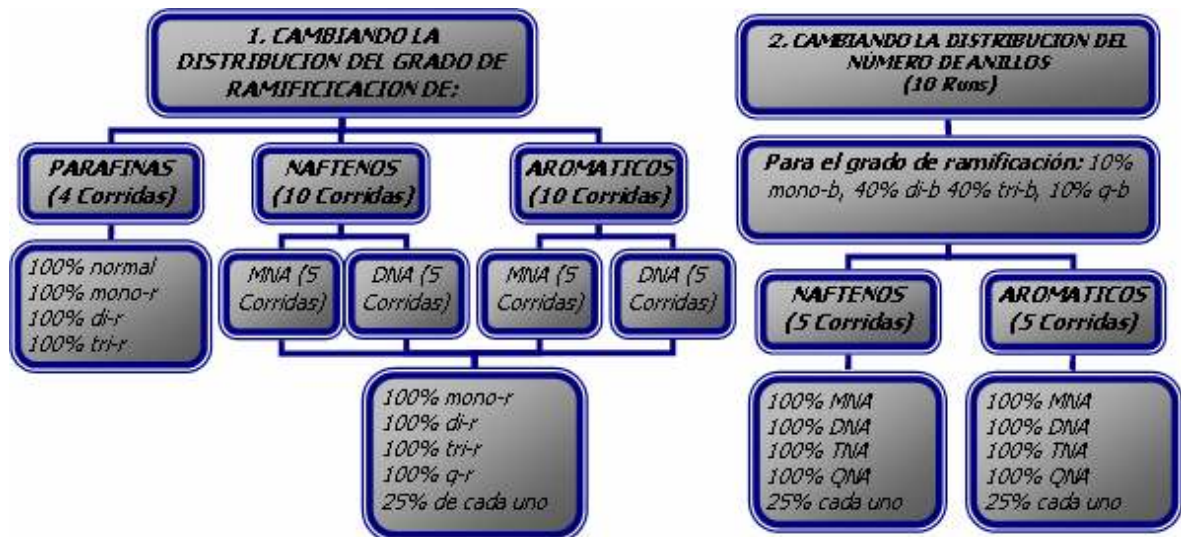 1. CAMBIANDO LA
DISTRIBUCION DEL GRADO DE
RAMIFICICACION DE:
PARAFINAS
(4 Corridas)
NAFTENOS
(10 Corridas)
AROMATICOS
(10 Corridas)
100% normal
100% mono-r
100% di-r
100% tri-r
MNA (5
Corridas)
DNA (5
Corridas)
MNA (5
Corridas)
DNA (5
Corridas)
100% mono-r
100% di-r
100% tri-r
100% q-r
25% de cada uno
2. CAMBIANDO LA DISTRIBUCION DEL
NÚMERO DE ANILLOS
(10 Runs)
Para el grado de ramificación: 10%
mono-b, 40% di-b 40% tri-b, 10% q-b
NAFTENOS
(5 Corridas)
AROMATICOS
(5 Corridas)
100% MNA
100% DNA
100% TNA
100% QNA
25% cada uno
100% MNA
100% DNA
100% TNA
100% QNA
25% cada uno